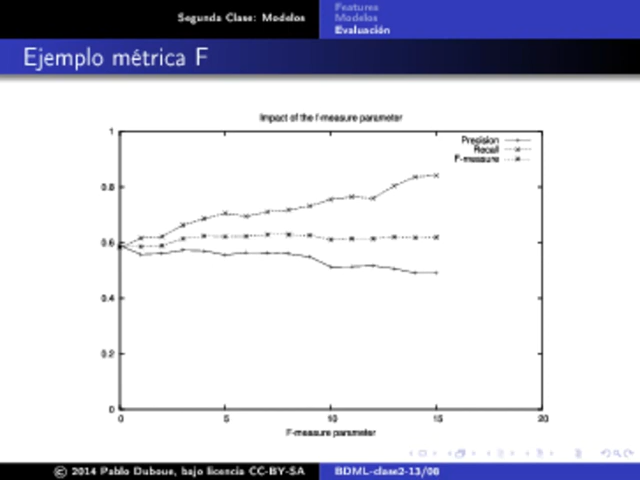 Segunda Clase: Modelos
Features
Modelos
Evaluación
Ejemplo métrica F
Impact of the f-measure parameter
Precision
Recall
F-measure
1
0.8
0.6
0.4
0.2
0
0 5 10 15 20
F-measure parameter
© 2014 Pablo Duboue, bajo licencia CC-BY-SA
BDML-clase2-13/08